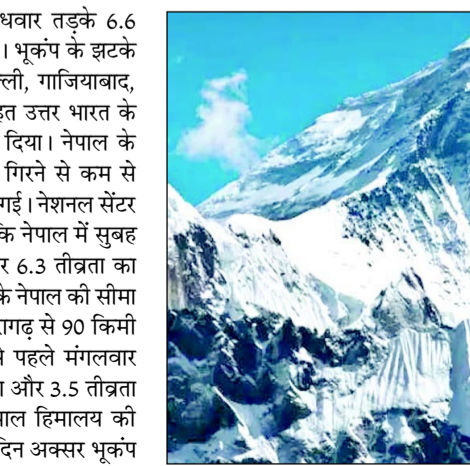 धवार तड़के 6.6
। भूकंप के झटके
ली, गाजियाबाद,
त उत्तर भारत के
दिया। नेपाल के
गिरने से कम से
गई। नेशनल सेंटर
कि नेपाल में सुबह
र 6.3 तीव्रता का
के नेपाल की सीमा
ागढ़ से 90 किमी
पहले मंगलवार
और 3.5 तीव्रता
ाल हिमालय की
दिन अक्सर भूकंप